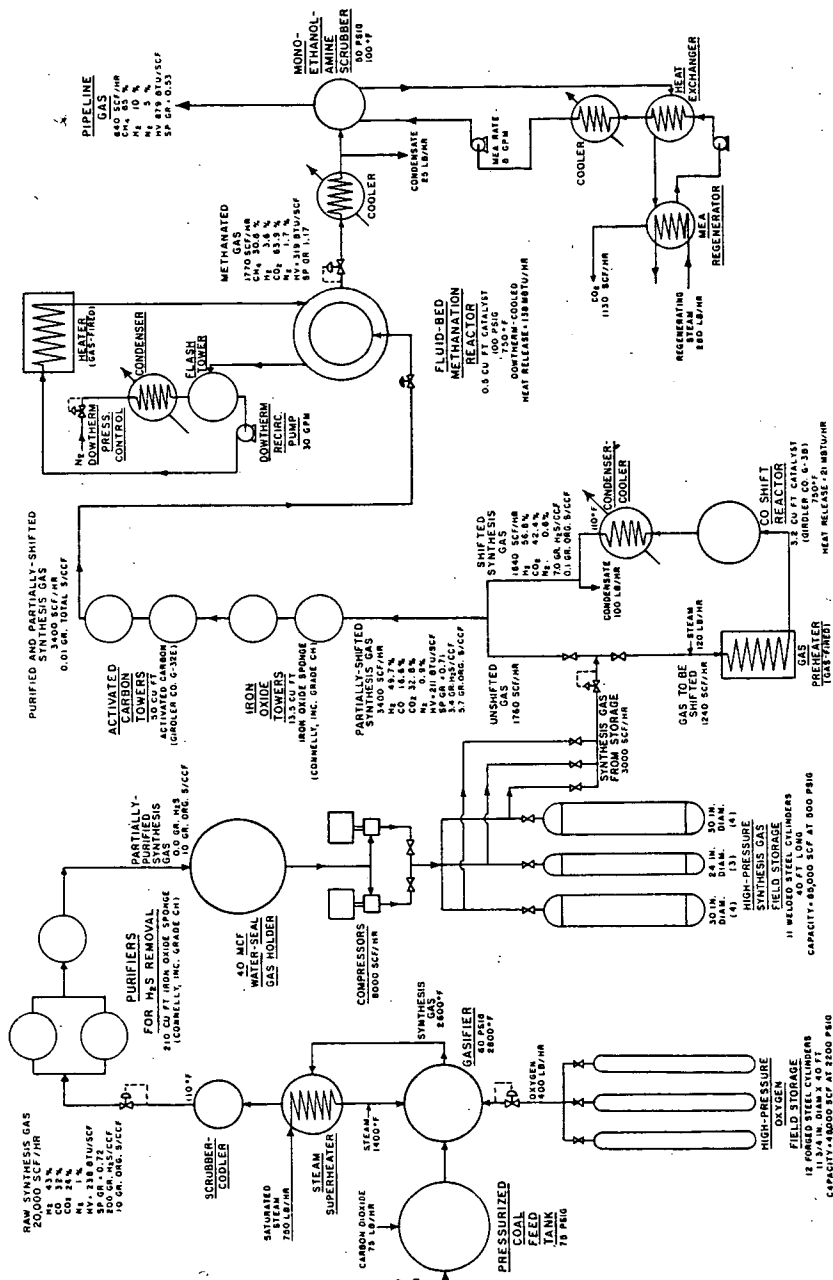 RAW SYNTHESIS GAS
20,000 SCF/HR
H₂ 43%
CO 32%
CO₂ 24%
N₂ 1%
HV = 238 BTU/SCF
SP GR = 0.72
200 GR. H₂S/CCF
10 GR. ORG. S/CCF
110°F
SCRUBBER-
COOLER
SATURATED
STEAM
750 LB/HR
STEAM
SUPERHEATER
STEAM
1400°F
SYNTHESIS
GAS
2600°F
CARBON DIOXIDE
75 LB/HR
PRESSURIZED
COAL
FEED
TANK
75 PSIG
GASIFIER
60 PSIG
2800°F
OXYGEN
400 LB/HR
HIGH-PRESSURE
OXYGEN
FIELD STORAGE
12 FORGED STEEL CYLINDERS
11 3/4 IN. DIAM X 40 FT
CAPACITY = 48,000 SCF AT 2200 PSIG
PURIFIERS
FOR H₂S REMOVAL
210 CU FT IRON OXIDE SPONGE
(CONNELLY, INC. GRADE CH)
PARTIALLY-
PURIFIED
SYNTHESIS
GAS
0.0 GR. H₂S
10 GR. ORG. S/CCF
40 MCF
WATER-SEAL
GAS HOLDER
COMPRESSORS
8000 SCF/HR
30 IN.
DIAM.
(4)
24 IN.
DIAM.
(3)
30 IN.
DIAM.
(4)
HIGH-PRESSURE
SYNTHESIS GAS
FIELD STORAGE
11 WELDED STEEL CYLINDERS
40 FT LONG
CAPACITY = 85,000 SCF AT 500 PSIG
SYNTHESIS GAS
FROM STORAGE
3000 SCF/HR
PURIFIED AND PARTIALLY-SHIFTED
SYNTHESIS GAS
3400 SCF/HR
0.01 GR. TOTAL S/CCF
ACTIVATED
CARBON
TOWERS
50 CU FT
ACTIVATED CARBON
(GIRDLER CO. G-32E)
IRON
OXIDE
TOWERS
13.5 CU FT
IRON OXIDE SPONGE
(CONNELLY, INC. GRADE CH)
PARTIALLY-SHIFTED
SYNTHESIS GAS
3400 SCF/HR
H₂ 49.7%
CO 16.6%
CO₂ 32.8%
N₂ 0.9%
HV = 211 BTU/SCF
SP GR = 0.71
3.4 GR. H₂S/CCF
5.7 GR. ORG. S/CCF
UNSHIFTED
GAS
1760 SCF/HR
SHIFTED
SYNTHESIS
GAS
1640 SCF/HR
H₂ 56.8%
CO₂ 42.4%
N₂ 0.8%
7.0 GR. H₂S/CCF
0.1 GR. ORG. S/CCF
CONDENSATE
100 LB/HR
110°F
CONDENSER-
COOLER
GAS TO BE
SHIFTED
1240 SCF/HR
STEAM
120 LB/HR
GAS
PREHEATER
(GAS-FIRED)
CO SHIFT
REACTOR
3.2 CU FT CATALYST
(GIRDLER CO. G-3B)
750°F
HEAT RELEASE = 21 MBTU/HR
HEATER
(GAS-FIRED)
N₂
DOWTHERM
PRESS.
CONTROL
CONDENSER
FLASH
TOWER
DOWTHERM
RECIRC.
PUMP
30 GPM
METHANATED
GAS
1770 SCF/HR
CH₄ 30.8 %
H₂ 3.6 %
CO₂ 63.9 %
N₂ 1.7 %
HV = 319 BTU/SCF
SP GR 1.17
FLUID-BED
METHANATION
REACTOR
0.5 CU FT CATALYST
100 PSIG
750°F
DOWTHERM-COOLED
HEAT RELEASE = 138 MBTU/HR
PIPELINE
GAS
640 SCF/HR
CH₄ 85 %
H₂ 10 %
N₂ 5 %
HV 879 BTU/SCF
SP GR = 0.53
MONO-
ETHANOL-
AMINE
SCRUBBER
50 PSIG
100°F
COOLER
CONDENSATE
25 LB/HR
MEA RATE
8 GPM
COOLER
HEAT
EXCHANGER
CO₂
1130 SCF/HR
MEA
REGENERATOR
REGENERATING
STEAM
280 LB/HR